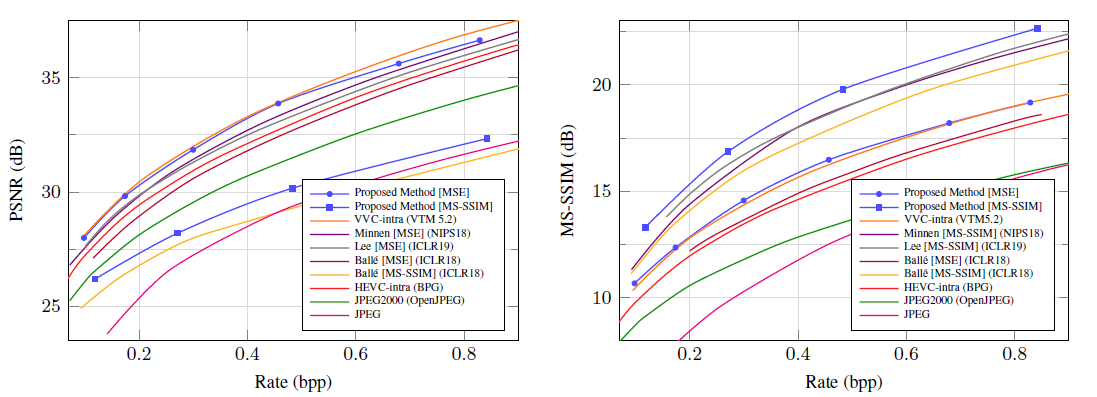 35
30
25
0.2
0.4
0.6
0.8
PSNR (dB)
Rate (bpp)
Proposed Method [MSE]
Proposed Method [MS-SSIM]
VVC-intra (VTM 5.2)
Minnen [MSE] (NIPS18)
Lee [MSE] (ICLR19)
Ballé [MSE] (ICLR18)
Ballé [MS-SSIM] (ICLR18)
HEVC-intra (BPG)
JPEG2000 (OpenJPEG)
JPEG
20
15
10
0.2
0.4
0.6
0.8
MS-SSIM (dB)
Rate (bpp)
Proposed Method [MSE]
Proposed Method [MS-SSIM]
VVC-intra (VTM5.2)
Minnen [MS-SSIM] (NIPS18)
Lee [MS-SSIM] (ICLR19)
Ballé [MSE] (ICLR18)
Ballé [MS-SSIM] (ICLR18)
HEVC-intra (BPG)
JPEG2000 (OpenJPEG)
JPEG